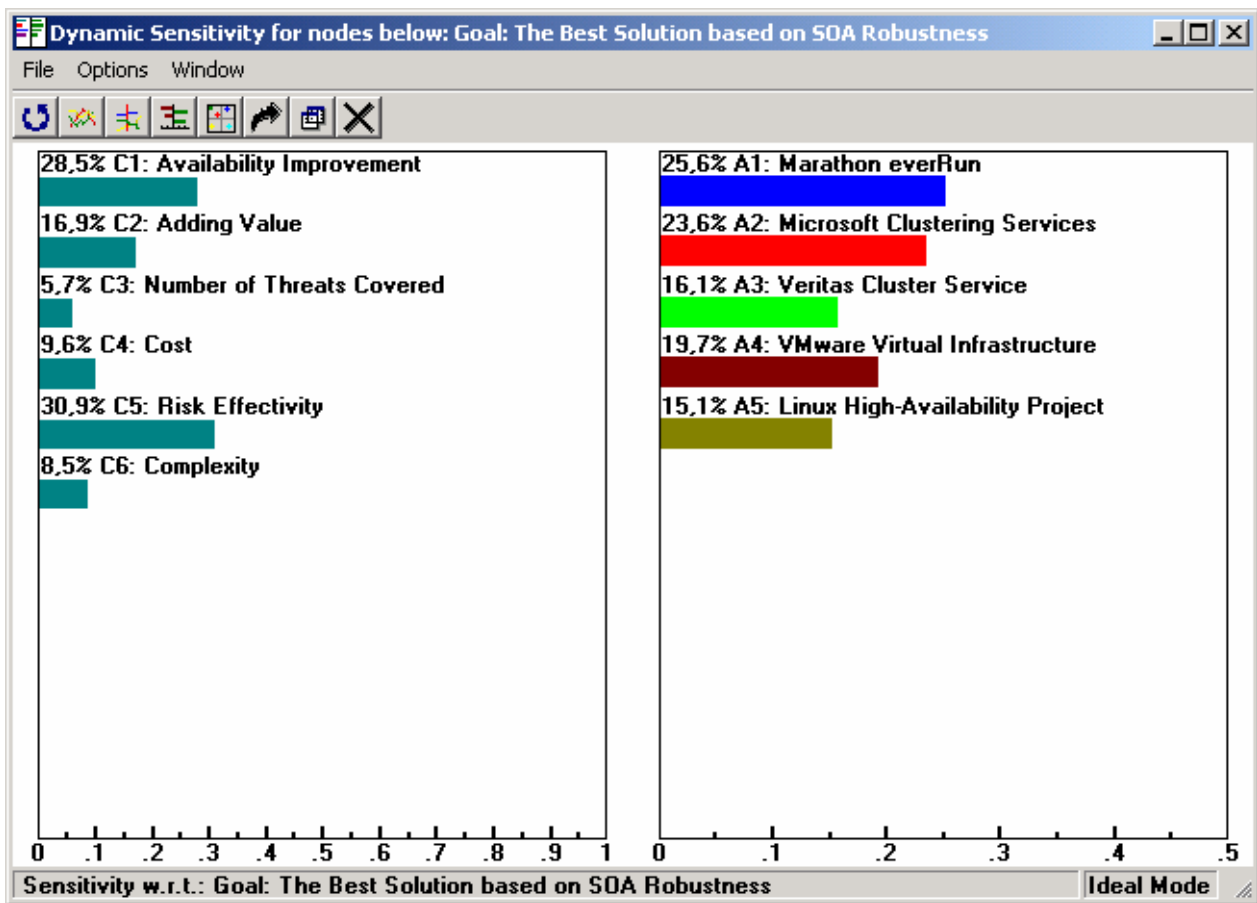 Dynamic Sensitivity for nodes below: Goal: The Best Solution based on SOA Robustness
File Options Window
28,5% C1: Availability Improvement
16,9% C2: Adding Value
5,7% C3: Number of Threats Covered
9,6% C4: Cost
30,9% C5: Risk Effectivity
8,5% C6: Complexity
0 .1 .2 .3 .4 .5 .6 .7 .8 .9 1
25,6% A1: Marathon everRun
23,6% A2: Microsoft Clustering Services
16,1% A3: Veritas Cluster Service
19,7% A4: VMware Virtual Infrastructure
15,1% A5: Linux High-Availability Project
0 .1 .2 .3 .4 .5
Sensitivity w.r.t.: Goal: The Best Solution based on SOA Robustness
Ideal Mode